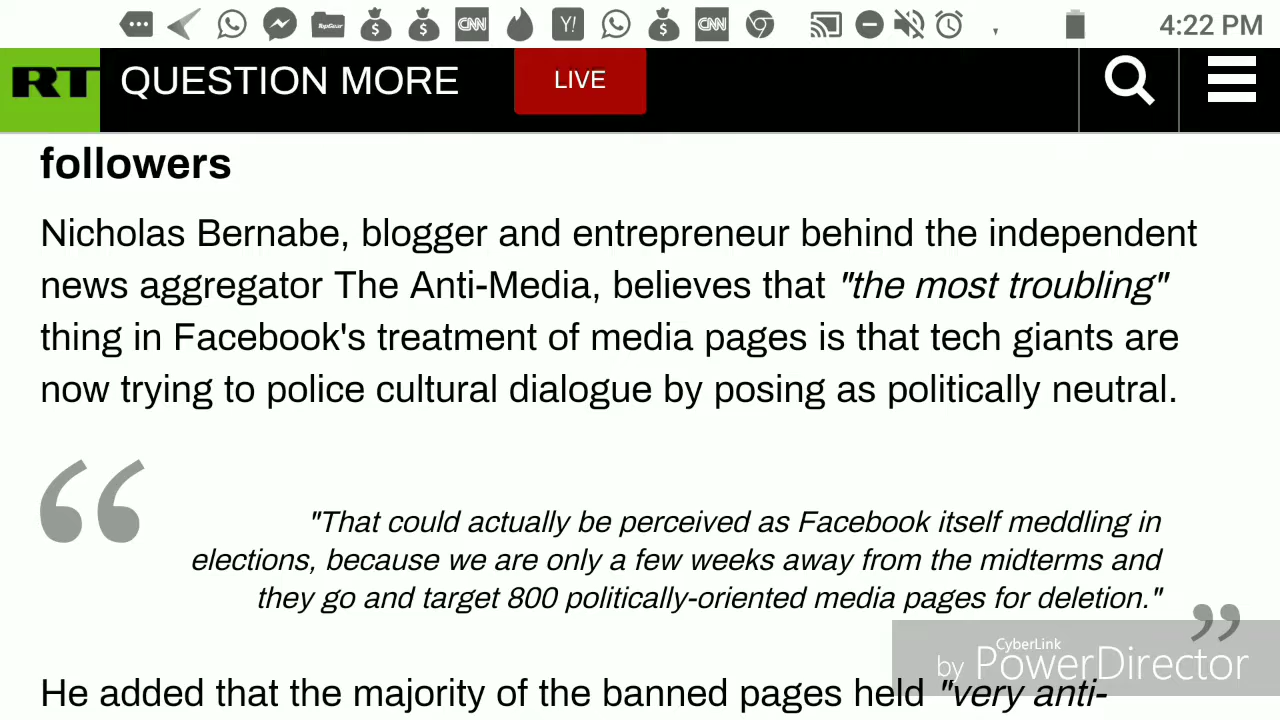 TopGear CNN Y! CNN 4:22 PM
RT QUESTION MORE LIVE
followers
Nicholas Bernabe, blogger and entrepreneur behind the independent
news aggregator The Anti-Media, believes that "the most troubling"
thing in Facebook's treatment of media pages is that tech giants are
now trying to police cultural dialogue by posing as politically neutral.
“
"That could actually be perceived as Facebook itself meddling in
elections, because we are only a few weeks away from the midterms and
they go and target 800 politically-oriented media pages for deletion."
”
CyberLink
by PowerDirector
He added that the majority of the banned pages held "very anti-